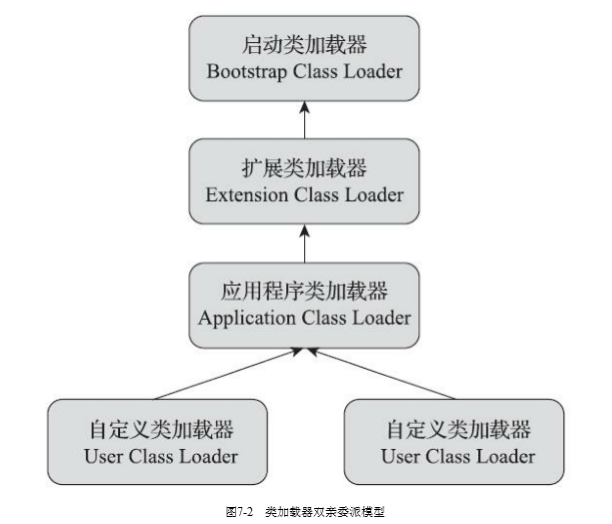 启动类加载器
Bootstrap Class Loader
扩展类加载器
Extension Class Loader
应用程序类加载器
Application Class Loader
自定义类加载器
User Class Loader
自定义类加载器
User Class Loader
图7-2 类加载器双亲委派模型